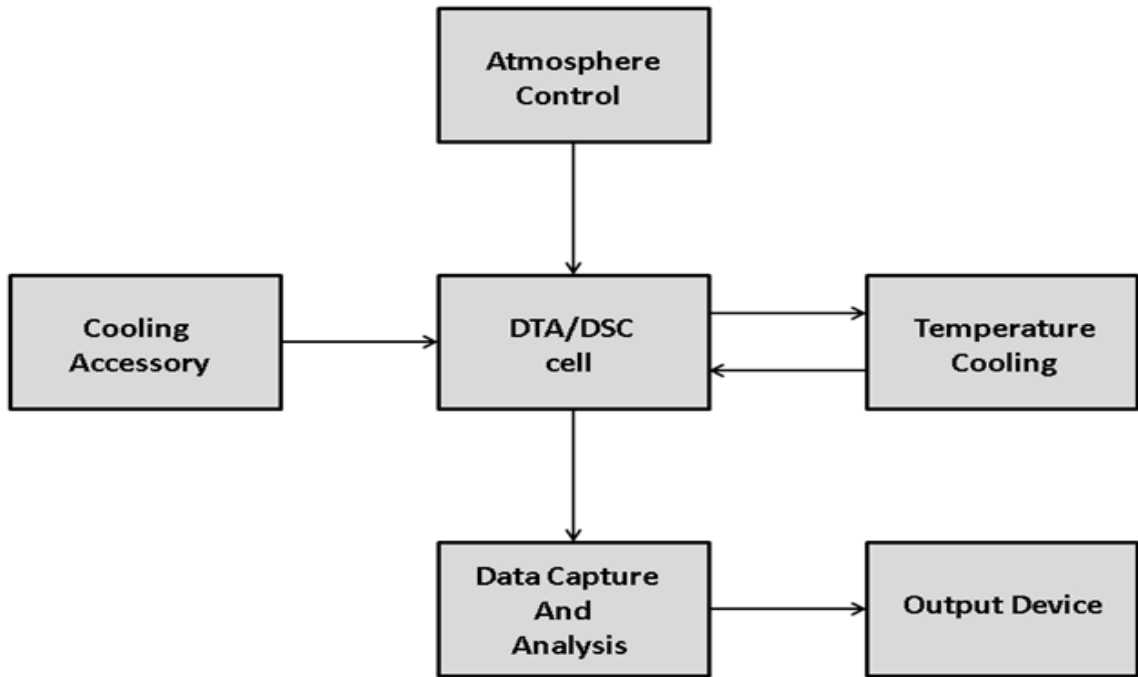 Atmosphere
Control
Cooling
Accessory
DTA/DSC
cell
Temperature
Cooling
Data Capture
And
Analysis
Output Device